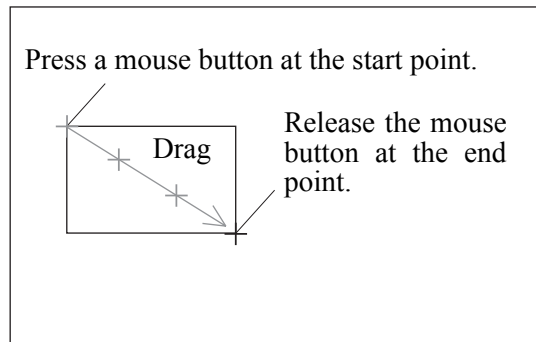 Press a mouse button at the start point.
Drag
Release the mouse
button at the end
point.